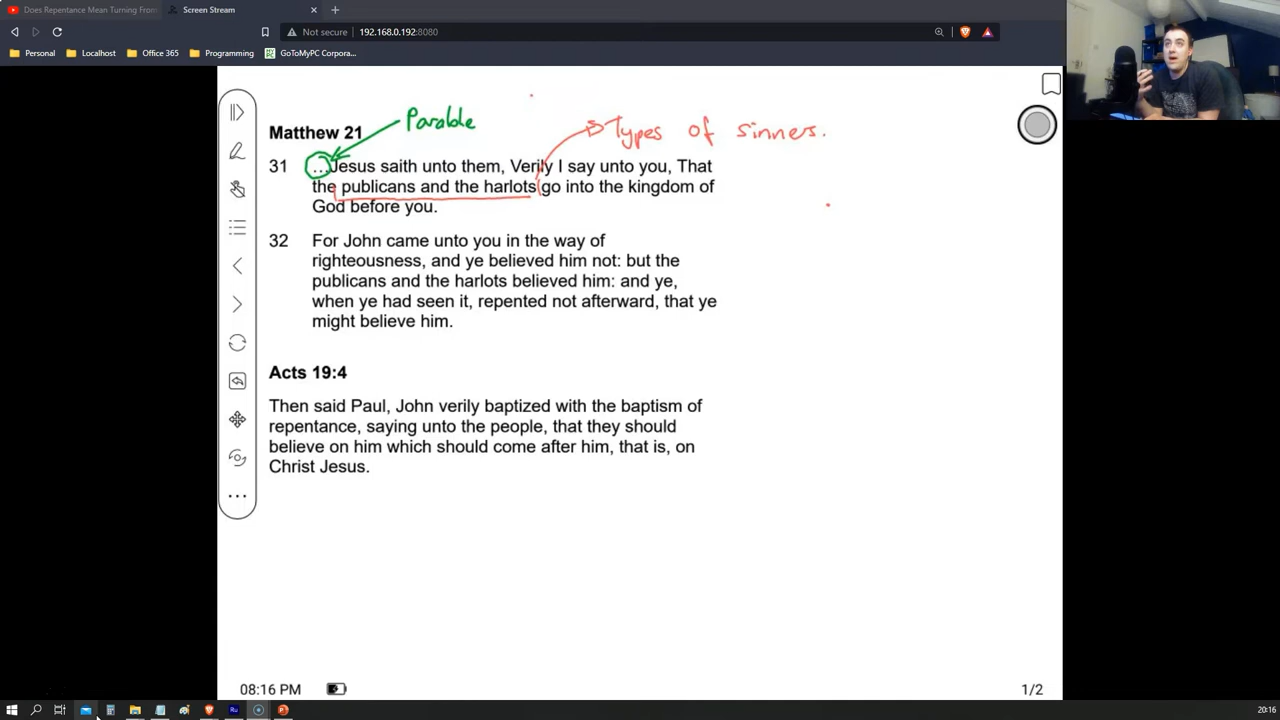 Does Repentance Mean Turning From
Screen Stream
Not secure
192.168.0.192:8080
Personal
Localhost
Office 365
Programming
GoToMyPC Corpora...
Parable
Types of sinners.
Matthew 21
31 ...Jesus saith unto them, Verily I say unto you, That
the publicans and the harlots go into the kingdom of
God before you.
32 For John came unto you in the way of
righteousness, and ye believed him not: but the
publicans and the harlots believed him: and ye,
when ye had seen it, repented not afterward, that ye
might believe him.
Acts 19:4
Then said Paul, John verily baptized with the baptism of
repentance, saying unto the people, that they should
believe on him which should come after him, that is, on
Christ Jesus.
08:16 PM
1/2
20:16